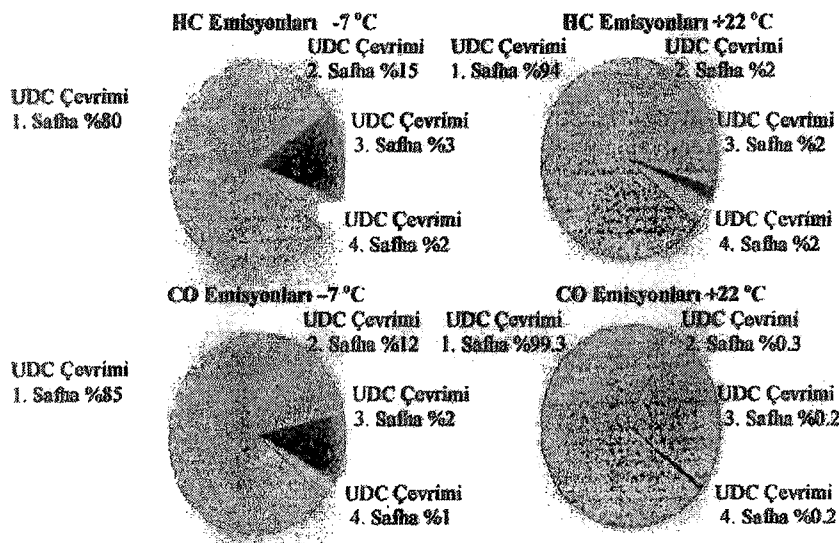 HC Emisyonları -7 °C
UDC Çevrimi
2. Safha %15
UDC Çevrimi
1. Safha %80
UDC Çevrimi
3. Safha %3
UDC Çevrimi
4. Safha %2
HC Emisyonları +22 °C
UDC Çevrimi
1. Safha %94
UDC Çevrimi
2. Safha %2
UDC Çevrimi
3. Safha %2
UDC Çevrimi
4. Safha %2
CO Emisyonları –7 °C
UDC Çevrimi
2. Safha %12
UDC Çevrimi
1. Safha %85
UDC Çevrimi
3. Safha %2
UDC Çevrimi
4. Safha %1
CO Emisyonları +22 °C
UDC Çevrimi
1. Safha %99.3
UDC Çevrimi
2. Safha %0.3
UDC Çevrimi
3. Safha %0.2
UDC Çevrimi
4. Safha %0.2